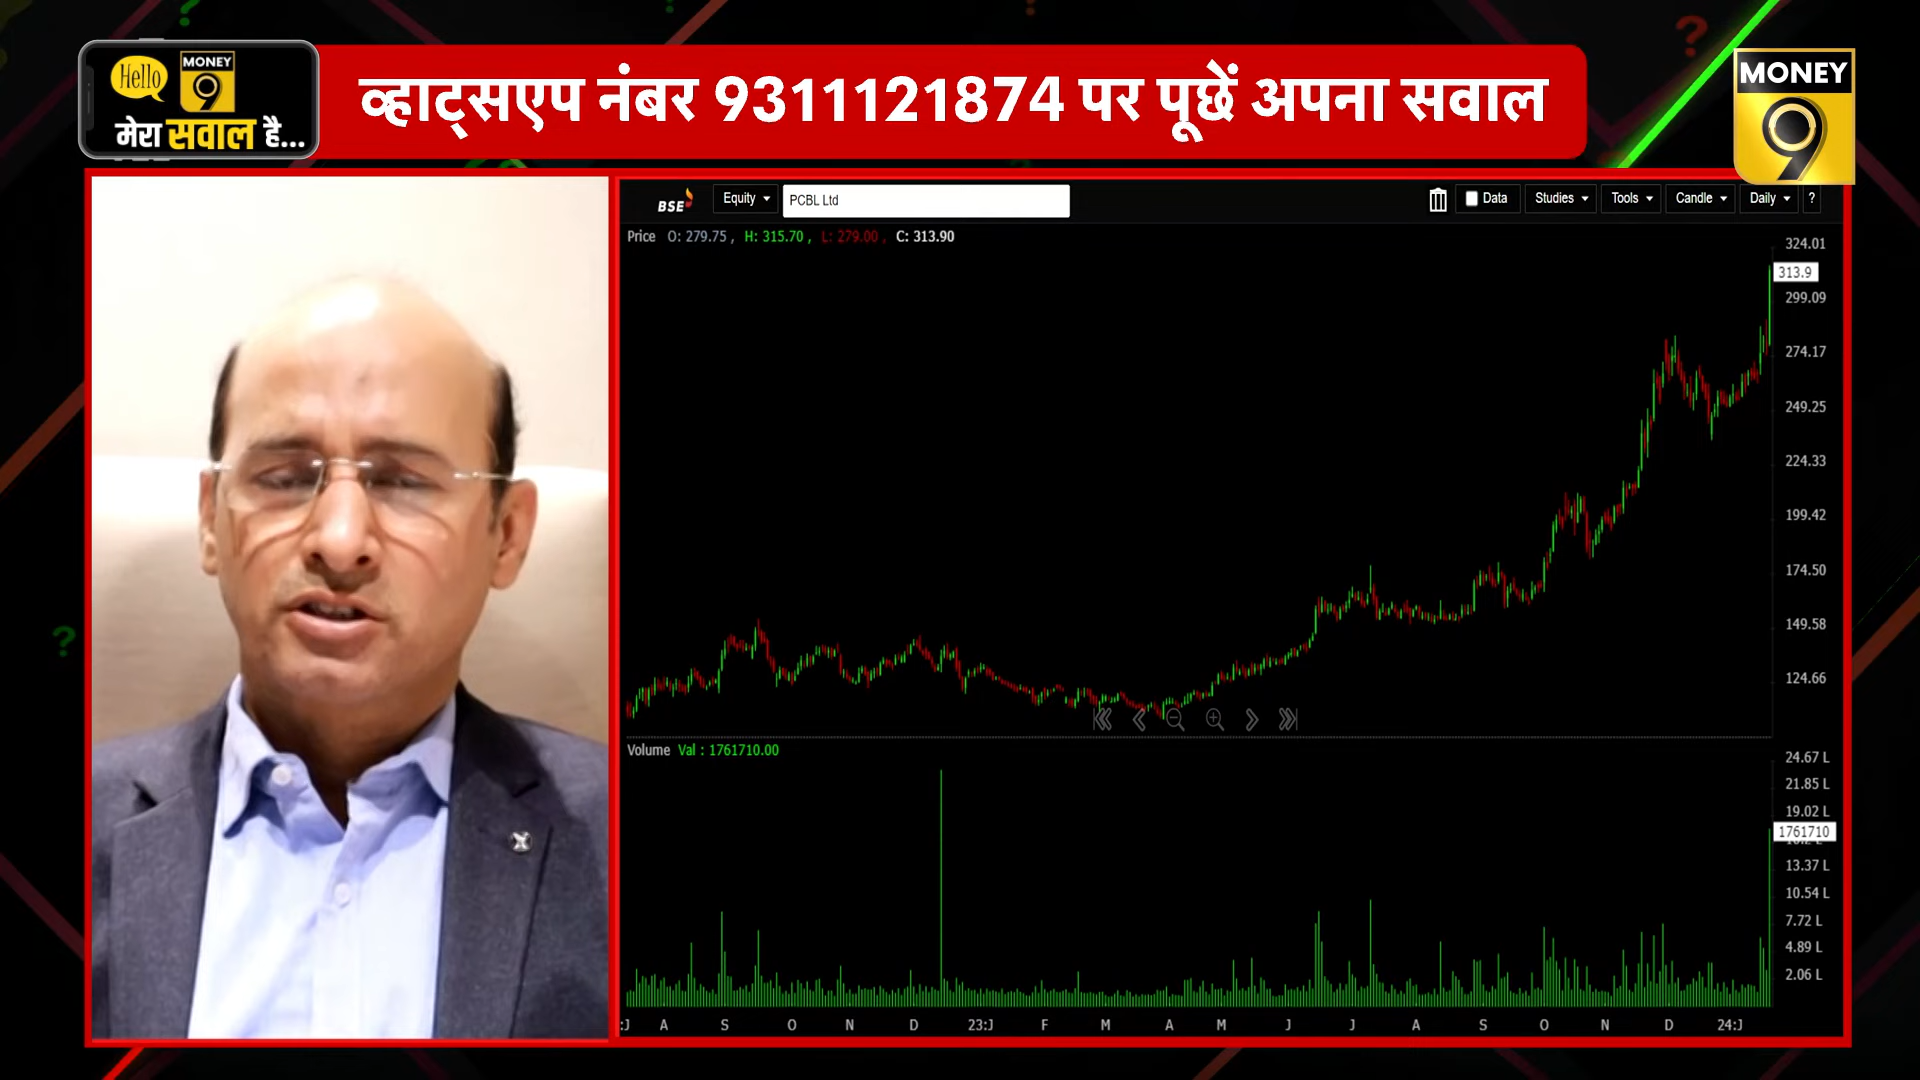 Hello
MONEY
9
मेरा सवाल है...
व्हाट्सएप नंबर 9311121874 पर पूछें अपना सवाल
MONEY
9
BSE
Equity
PCBL Ltd
Data
Studies
Tools
Candle
Daily
?
Price O: 279.75 , H: 315.70 , L: 279.00 , C: 313.90
324.01
313.9
299.09
274.17
249.25
224.33
199.42
174.50
149.58
124.66
Volume Val : 1761710.00
24.67 L
21.85 L
19.02 L
1761710
13.37 L
10.54 L
7.72 L
4.89 L
2.06 L
:J A S O N D 23:J F M A M J J A S O N D 24:J